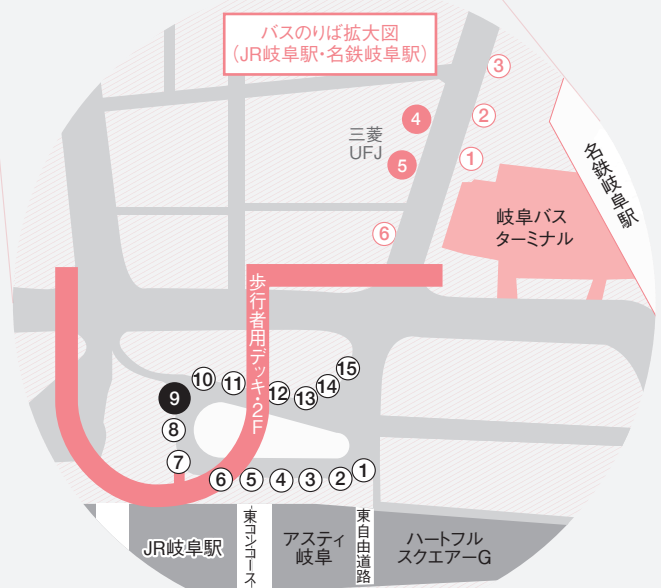 バスのりば拡大図
（JR岐阜駅・名鉄岐阜駅）
③
②
①
4
5
⑥
三菱
UFJ
名鉄岐阜駅
岐阜バス
ターミナル
歩行者用デッキ・2F
⑩
⑪
⑫
⑬
⑭
⑮
9
⑧
⑦
⑥
⑤
④
③
②
①
JR岐阜駅
東コンコース
アスティ
岐阜
東自由道路
ハートフル
スクエアーG